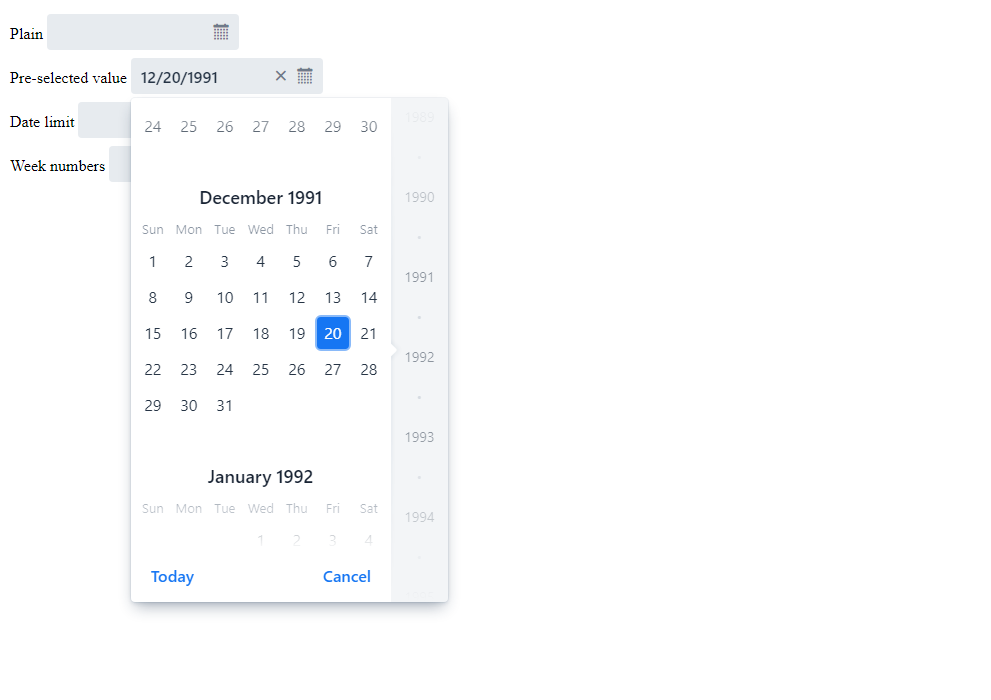 Plain
Pre-selected value 12/20/1991
Date limit
Week numbers
24 25 26 27 28 29 30
December 1991
Sun Mon Tue Wed Thu Fri Sat
1 2 3 4 5 6 7
8 9 10 11 12 13 14
15 16 17 18 19 20 21
22 23 24 25 26 27 28
29 30 31
January 1992
Sun Mon Tue Wed Thu Fri Sat
1 2 3 4
Today Cancel
1989
1990
1991
1992
1993
1994